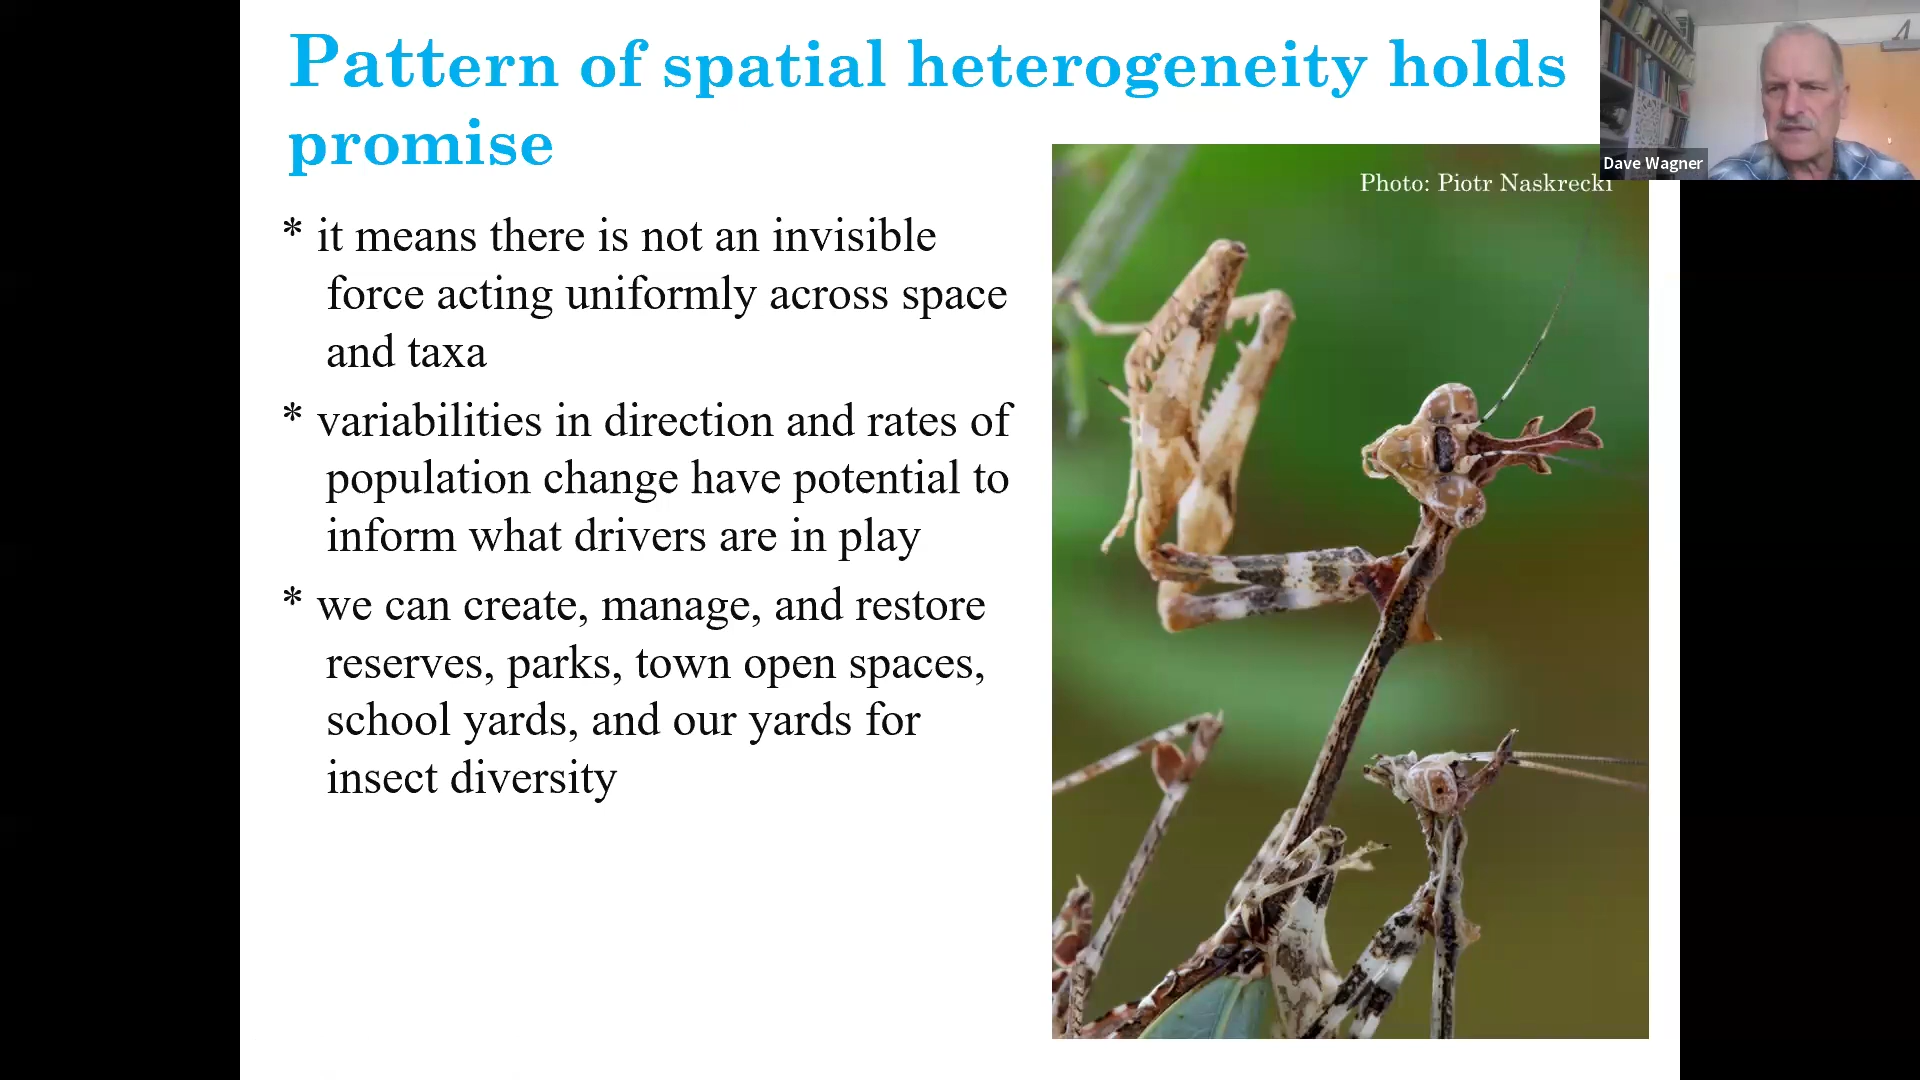 Pattern of spatial heterogeneity holds
promise
Dave Wagner
Photo: Piotr Naskrecki
* it means there is not an invisible
force acting uniformly across space
and taxa
* variabilities in direction and rates of
population change have potential to
inform what drivers are in play
* we can create, manage, and restore
reserves, parks, town open spaces,
school yards, and our yards for
insect diversity